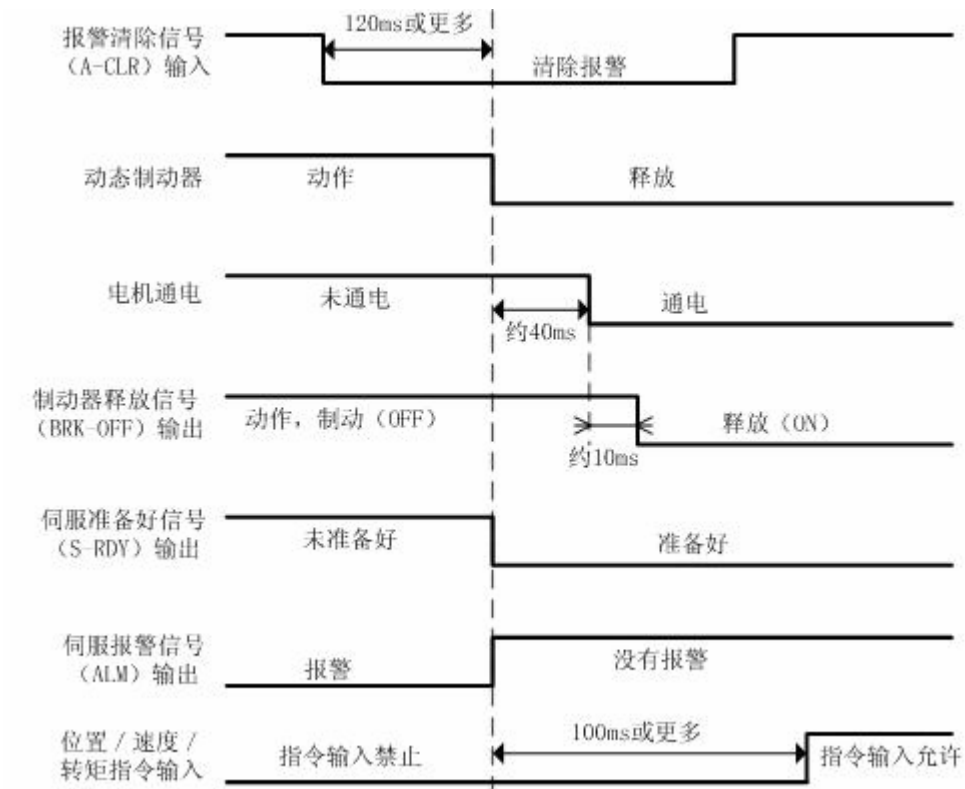 报警清除信号
（A-CLR）输入
120ms或更多
清除报警
动态制动器
动作
释放
电机通电
未通电
通电
约40ms
制动器释放信号
（BRK-OFF）输出
动作，制动（OFF）
释放（ON）
约10ms
伺服准备好信号
（S-RDY）输出
未准备好
准备好
伺服报警信号
（ALM）输出
报警
没有报警
位置／速度／
转矩指令输入
指令输入禁止
100ms或更多
指令输入允许